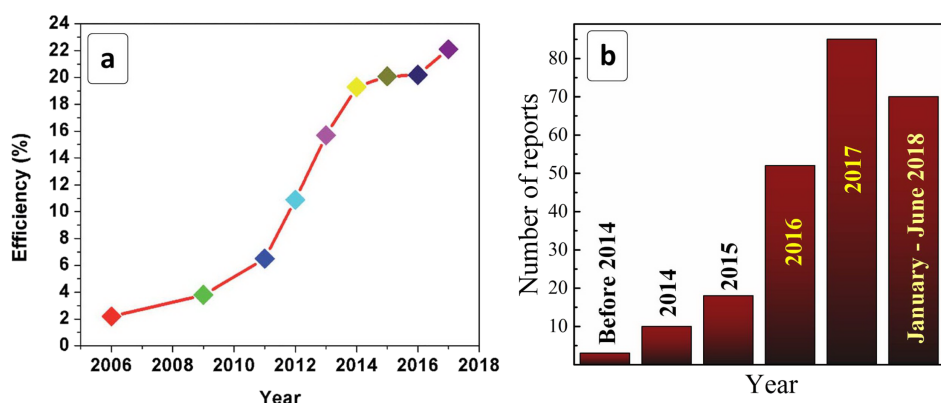 a
24
22
20
18
16
14
12
10
8
6
4
2
0
Efficiency (%)
2006 2008 2010 2012 2014 2016 2018
Year
b
80
70
60
50
40
30
20
10
Number of reports
Before 2014
2014
2015
2016
2017
January - June 2018
Year